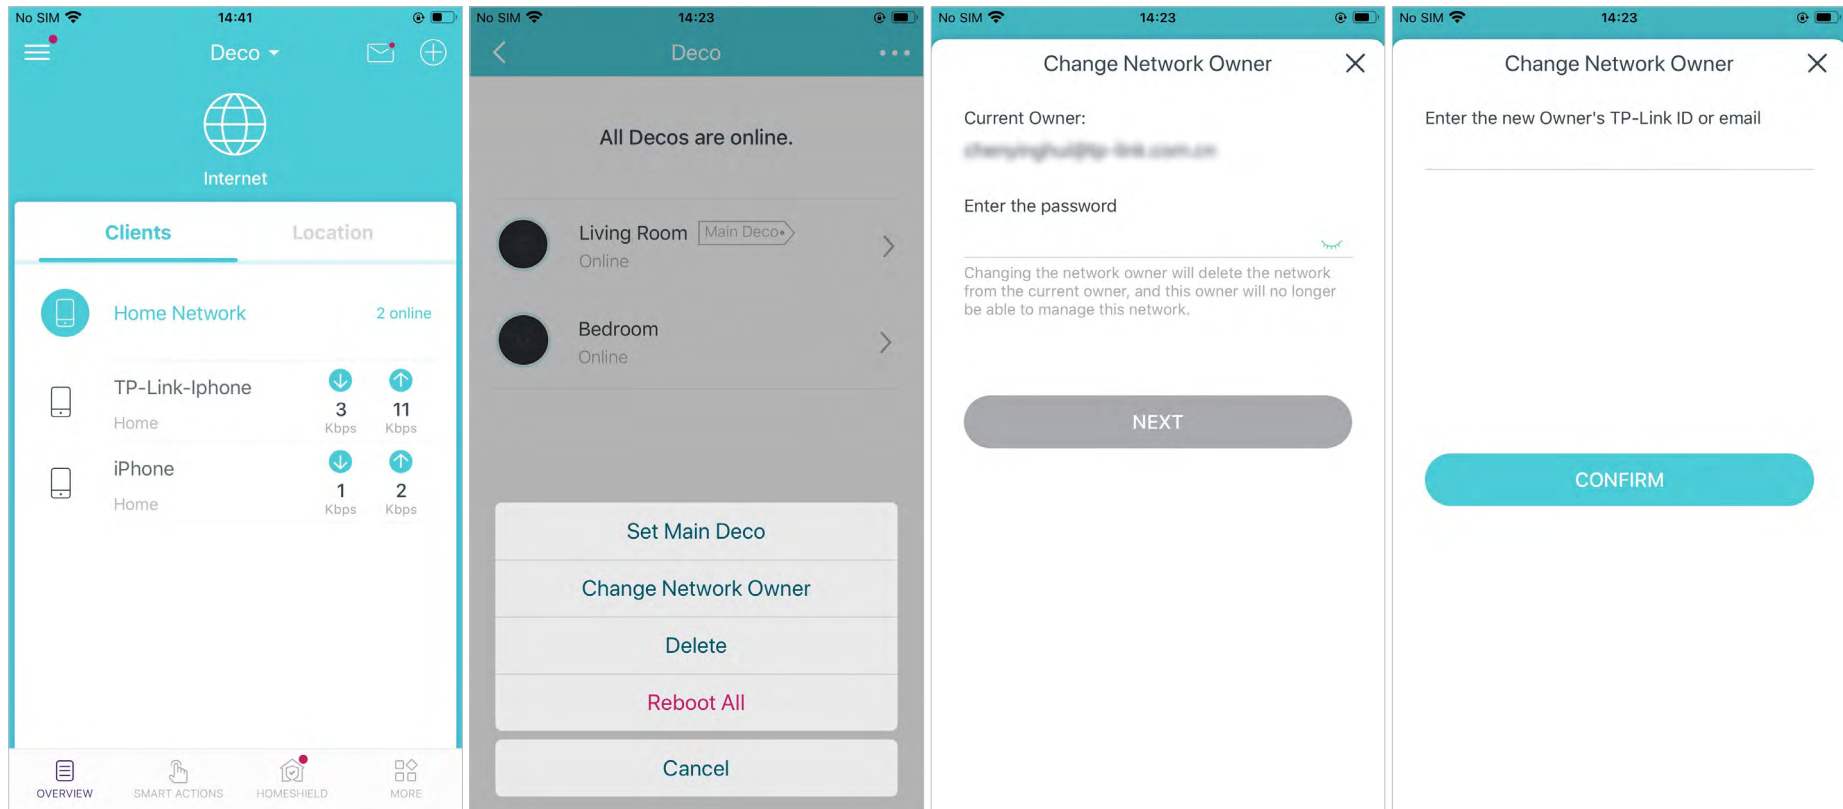 No SIM
14:41
Deco
Internet
Clients
Location
Home Network
2 online
TP-Link-Iphone
Home
3
Kbps
11
Kbps
iPhone
Home
1
Kbps
2
Kbps
OVERVIEW
SMART ACTIONS
HOMESHIELD
MORE
No SIM
14:23
Deco
All Decos are online.
Living Room
Main Deco
Online
Bedroom
Online
Set Main Deco
Change Network Owner
Delete
Reboot All
Cancel
No SIM
14:23
Change Network Owner
Current Owner:
Enter the password
Changing the network owner will delete the network
from the current owner, and this owner will no longer
be able to manage this network.
NEXT
No SIM
14:23
Change Network Owner
Enter the new Owner's TP-Link ID or email
CONFIRM